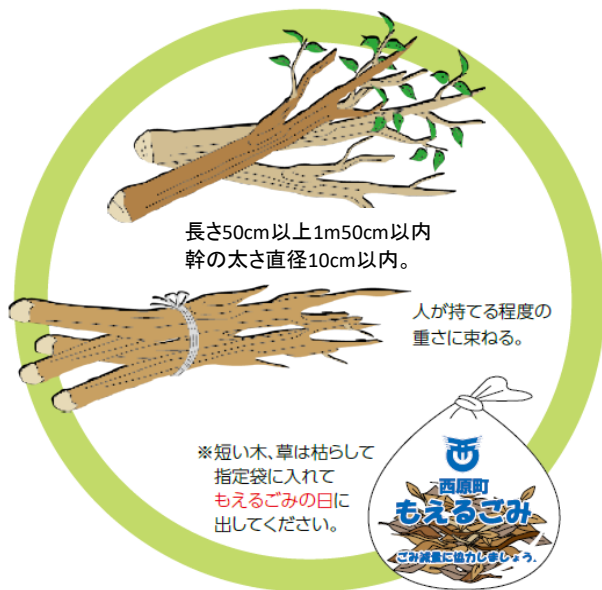 長さ50cm以上1m50cm以内
幹の太さ直径10cm以内。
人が持てる程度の
重さに束ねる。
※短い木、草は枯らして
指定袋に入れて
もえるごみの日に
出してください。
西原町
もえるごみ
ごみ減量に協力しましょう.